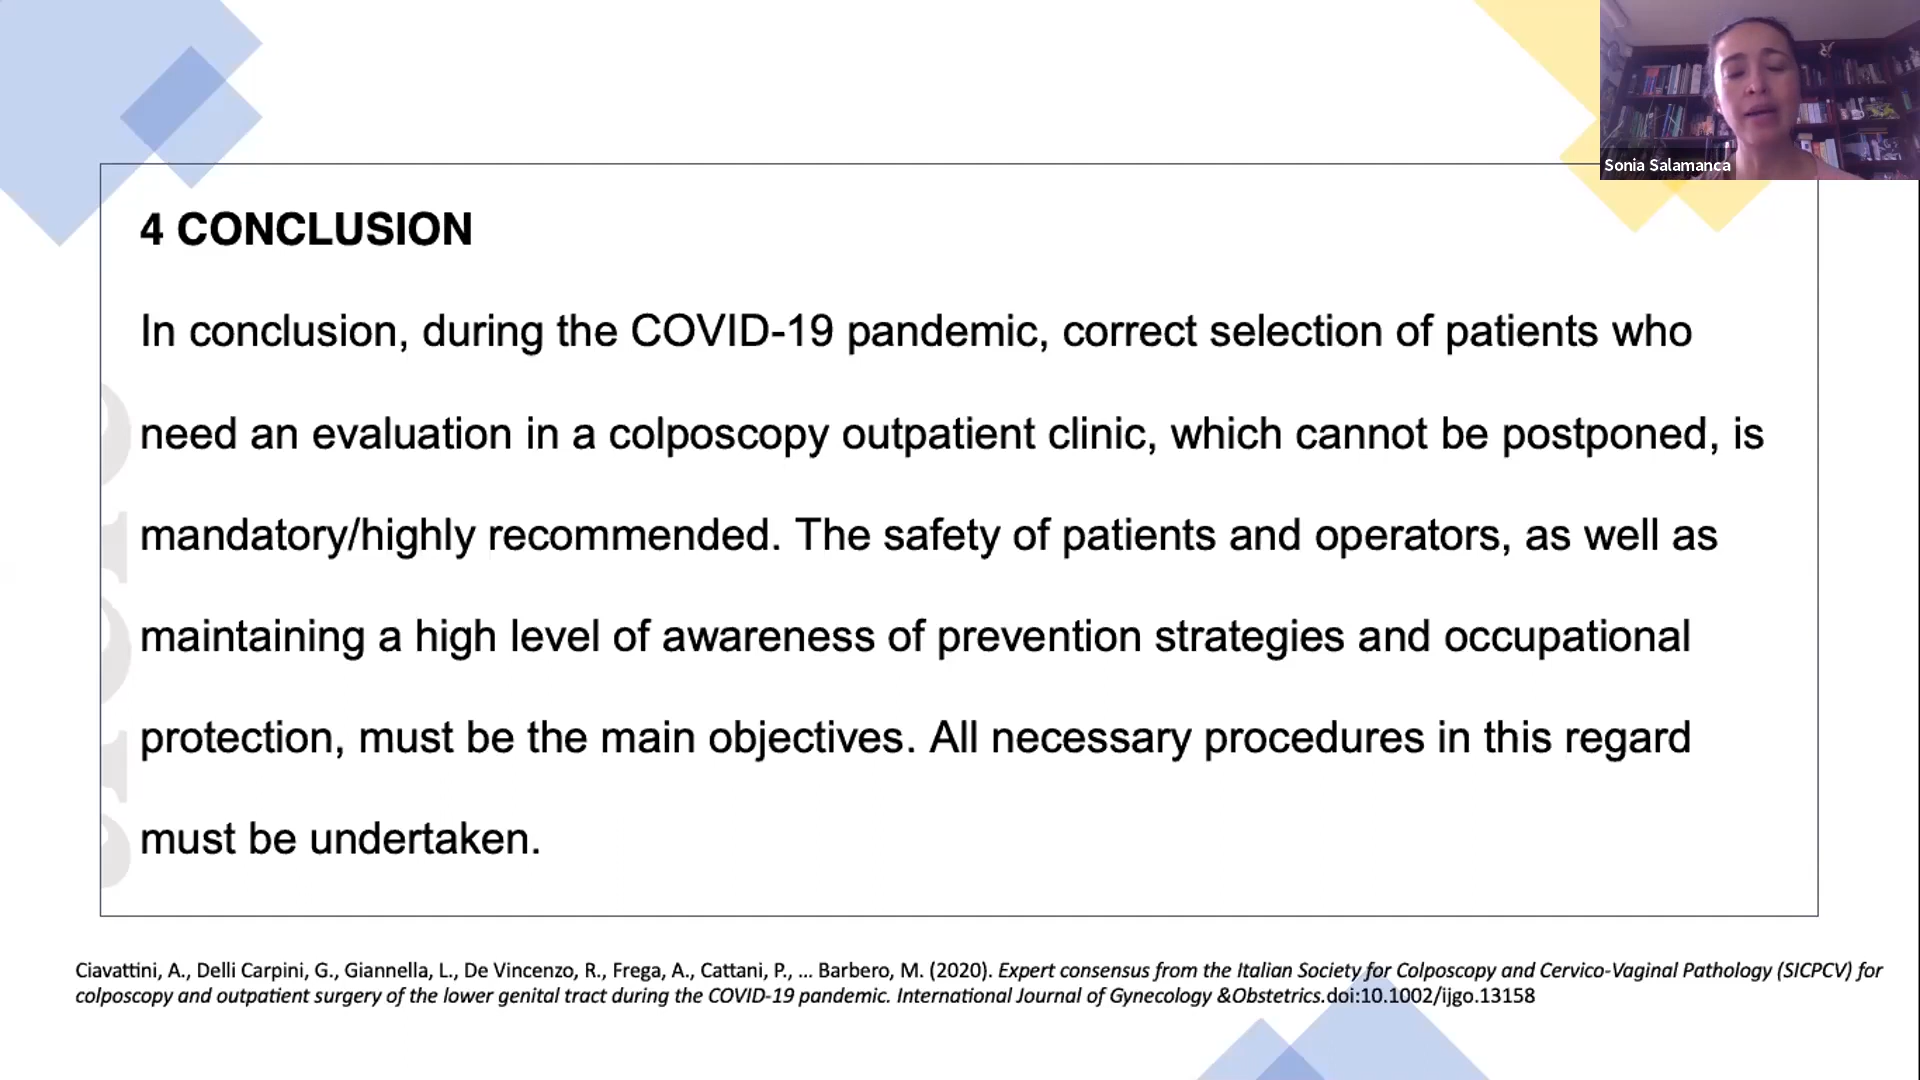 Sonia Salamanca
4 CONCLUSION
In conclusion, during the COVID-19 pandemic, correct selection of patients who
need an evaluation in a colposcopy outpatient clinic, which cannot be postponed, is
mandatory/highly recommended. The safety of patients and operators, as well as
maintaining a high level of awareness of prevention strategies and occupational
protection, must be the main objectives. All necessary procedures in this regard
must be undertaken.
Ciavattini, A., Delli Carpini, G., Giannella, L., De Vincenzo, R., Frega, A., Cattani, P., ... Barbero, M. (2020). Expert consensus from the Italian Society for Colposcopy and Cervico-Vaginal Pathology (SICPCV) for
colposcopy and outpatient surgery of the lower genital tract during the COVID-19 pandemic. International Journal of Gynecology &Obstetrics.doi:10.1002/ijgo.13158